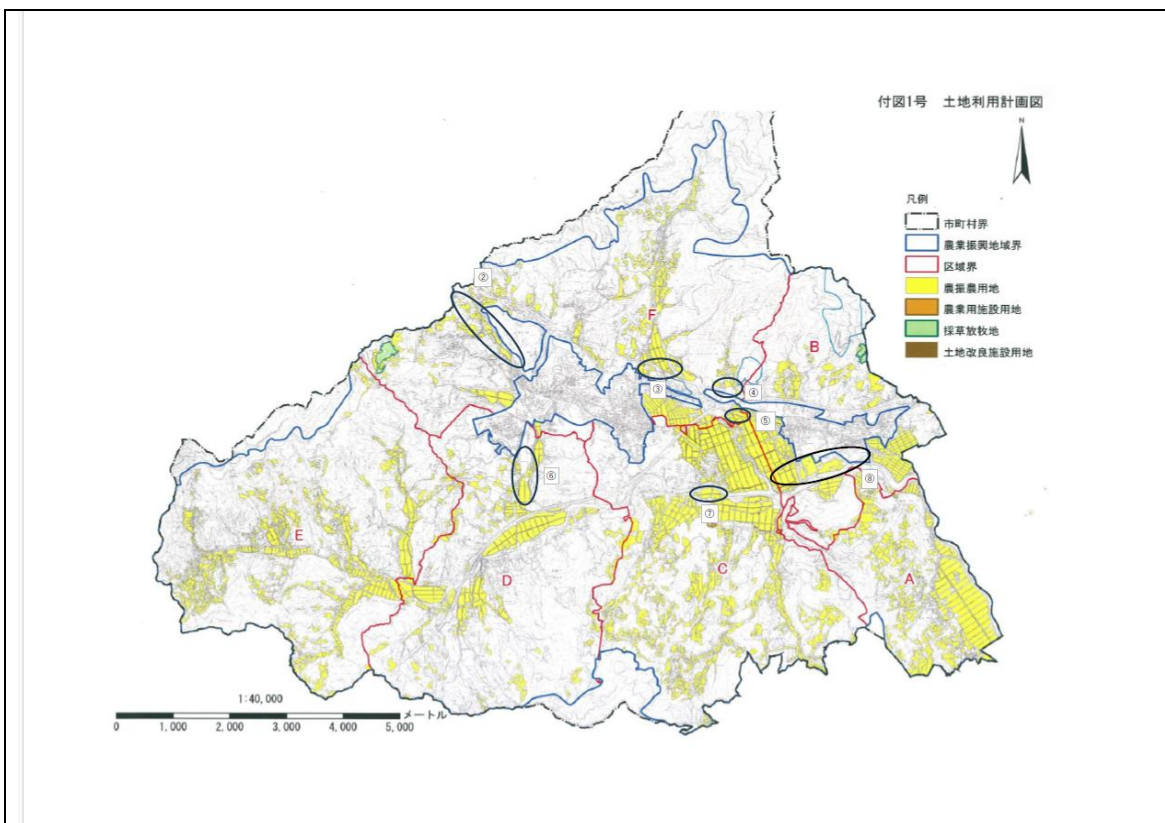 付図1号 土地利用計画図
N
凡例
市町村界
農業振興地域界
区域界
農振農用地
農業用施設用地
採草放牧地
土地改良施設用地
②
F
B
③
④
⑤
⑥
⑧
⑦
E
D
C
A
1:40,000
メートル
0 1,000 2,000 3,000 4,000 5,000